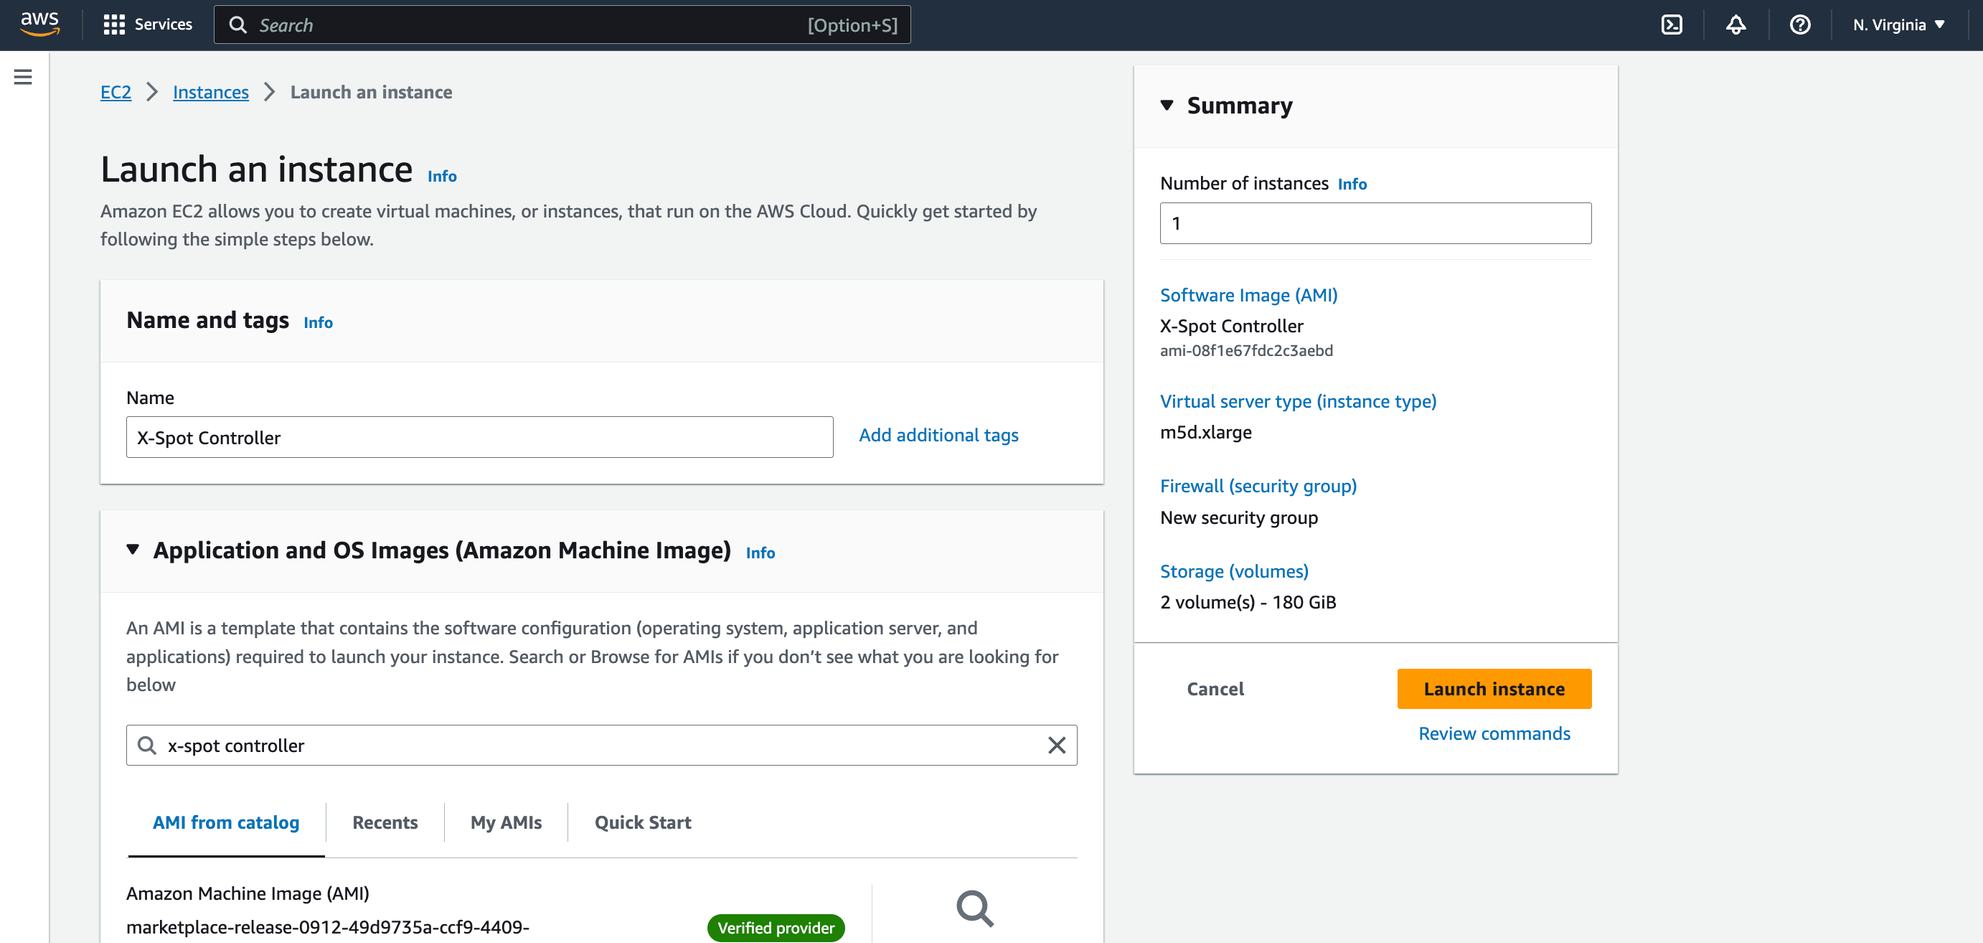 aws
Services
Search
[Option+S]
N. Virginia
EC2
Instances
Launch an instance
Launch an instance Info
Amazon EC2 allows you to create virtual machines, or instances, that run on the AWS Cloud. Quickly get started by
following the simple steps below.
Name and tags Info
Name
X-Spot Controller
Add additional tags
Application and OS Images (Amazon Machine Image) Info
An AMI is a template that contains the software configuration (operating system, application server, and
applications) required to launch your instance. Search or Browse for AMIs if you don’t see what you are looking for
below
x-spot controller
AMI from catalog
Recents
My AMIs
Quick Start
Amazon Machine Image (AMI)
marketplace-release-0912-49d9735a-ccf9-4409-
Verified provider
Summary
Number of instances Info
1
Software Image (AMI)
X-Spot Controller
ami-08f1e67fdc2c3aebd
Virtual server type (instance type)
m5d.xlarge
Firewall (security group)
New security group
Storage (volumes)
2 volume(s) - 180 GiB
Cancel
Launch instance
Review commands